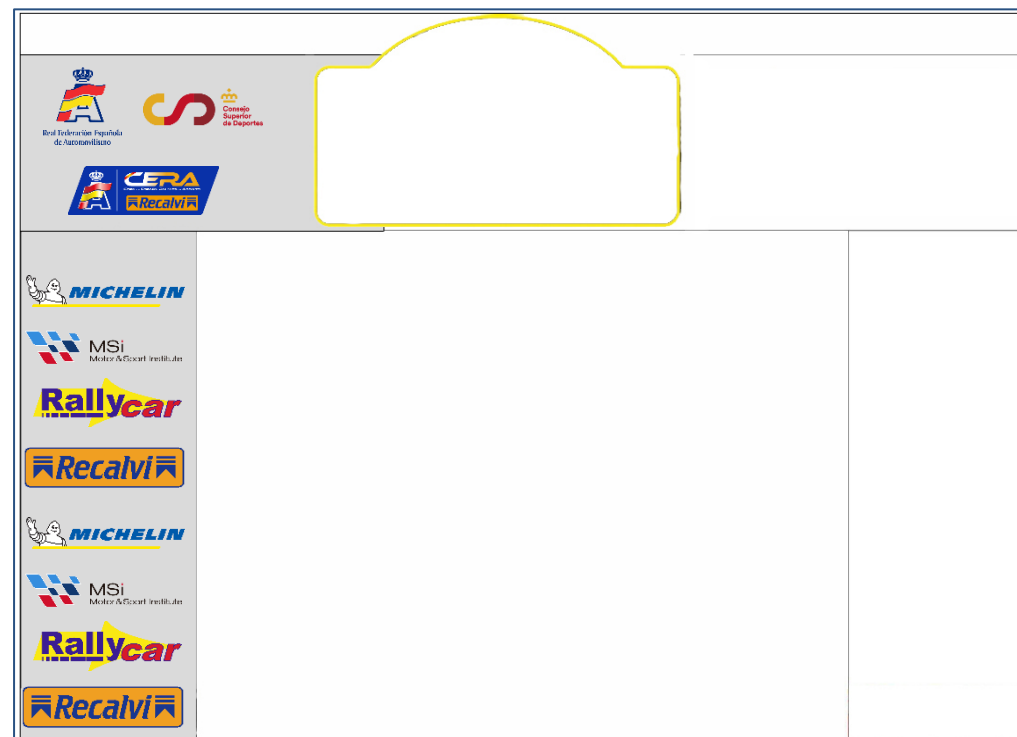 Real Federación Española
de Automovilismo
Consejo
Superior
de Deportes
CERA
Recalvi
MICHELIN
MSi
Motor & Sport Institute
Rallycar
Recalvi
MICHELIN
MSi
Motor & Sport Institute
Rallycar
Recalvi